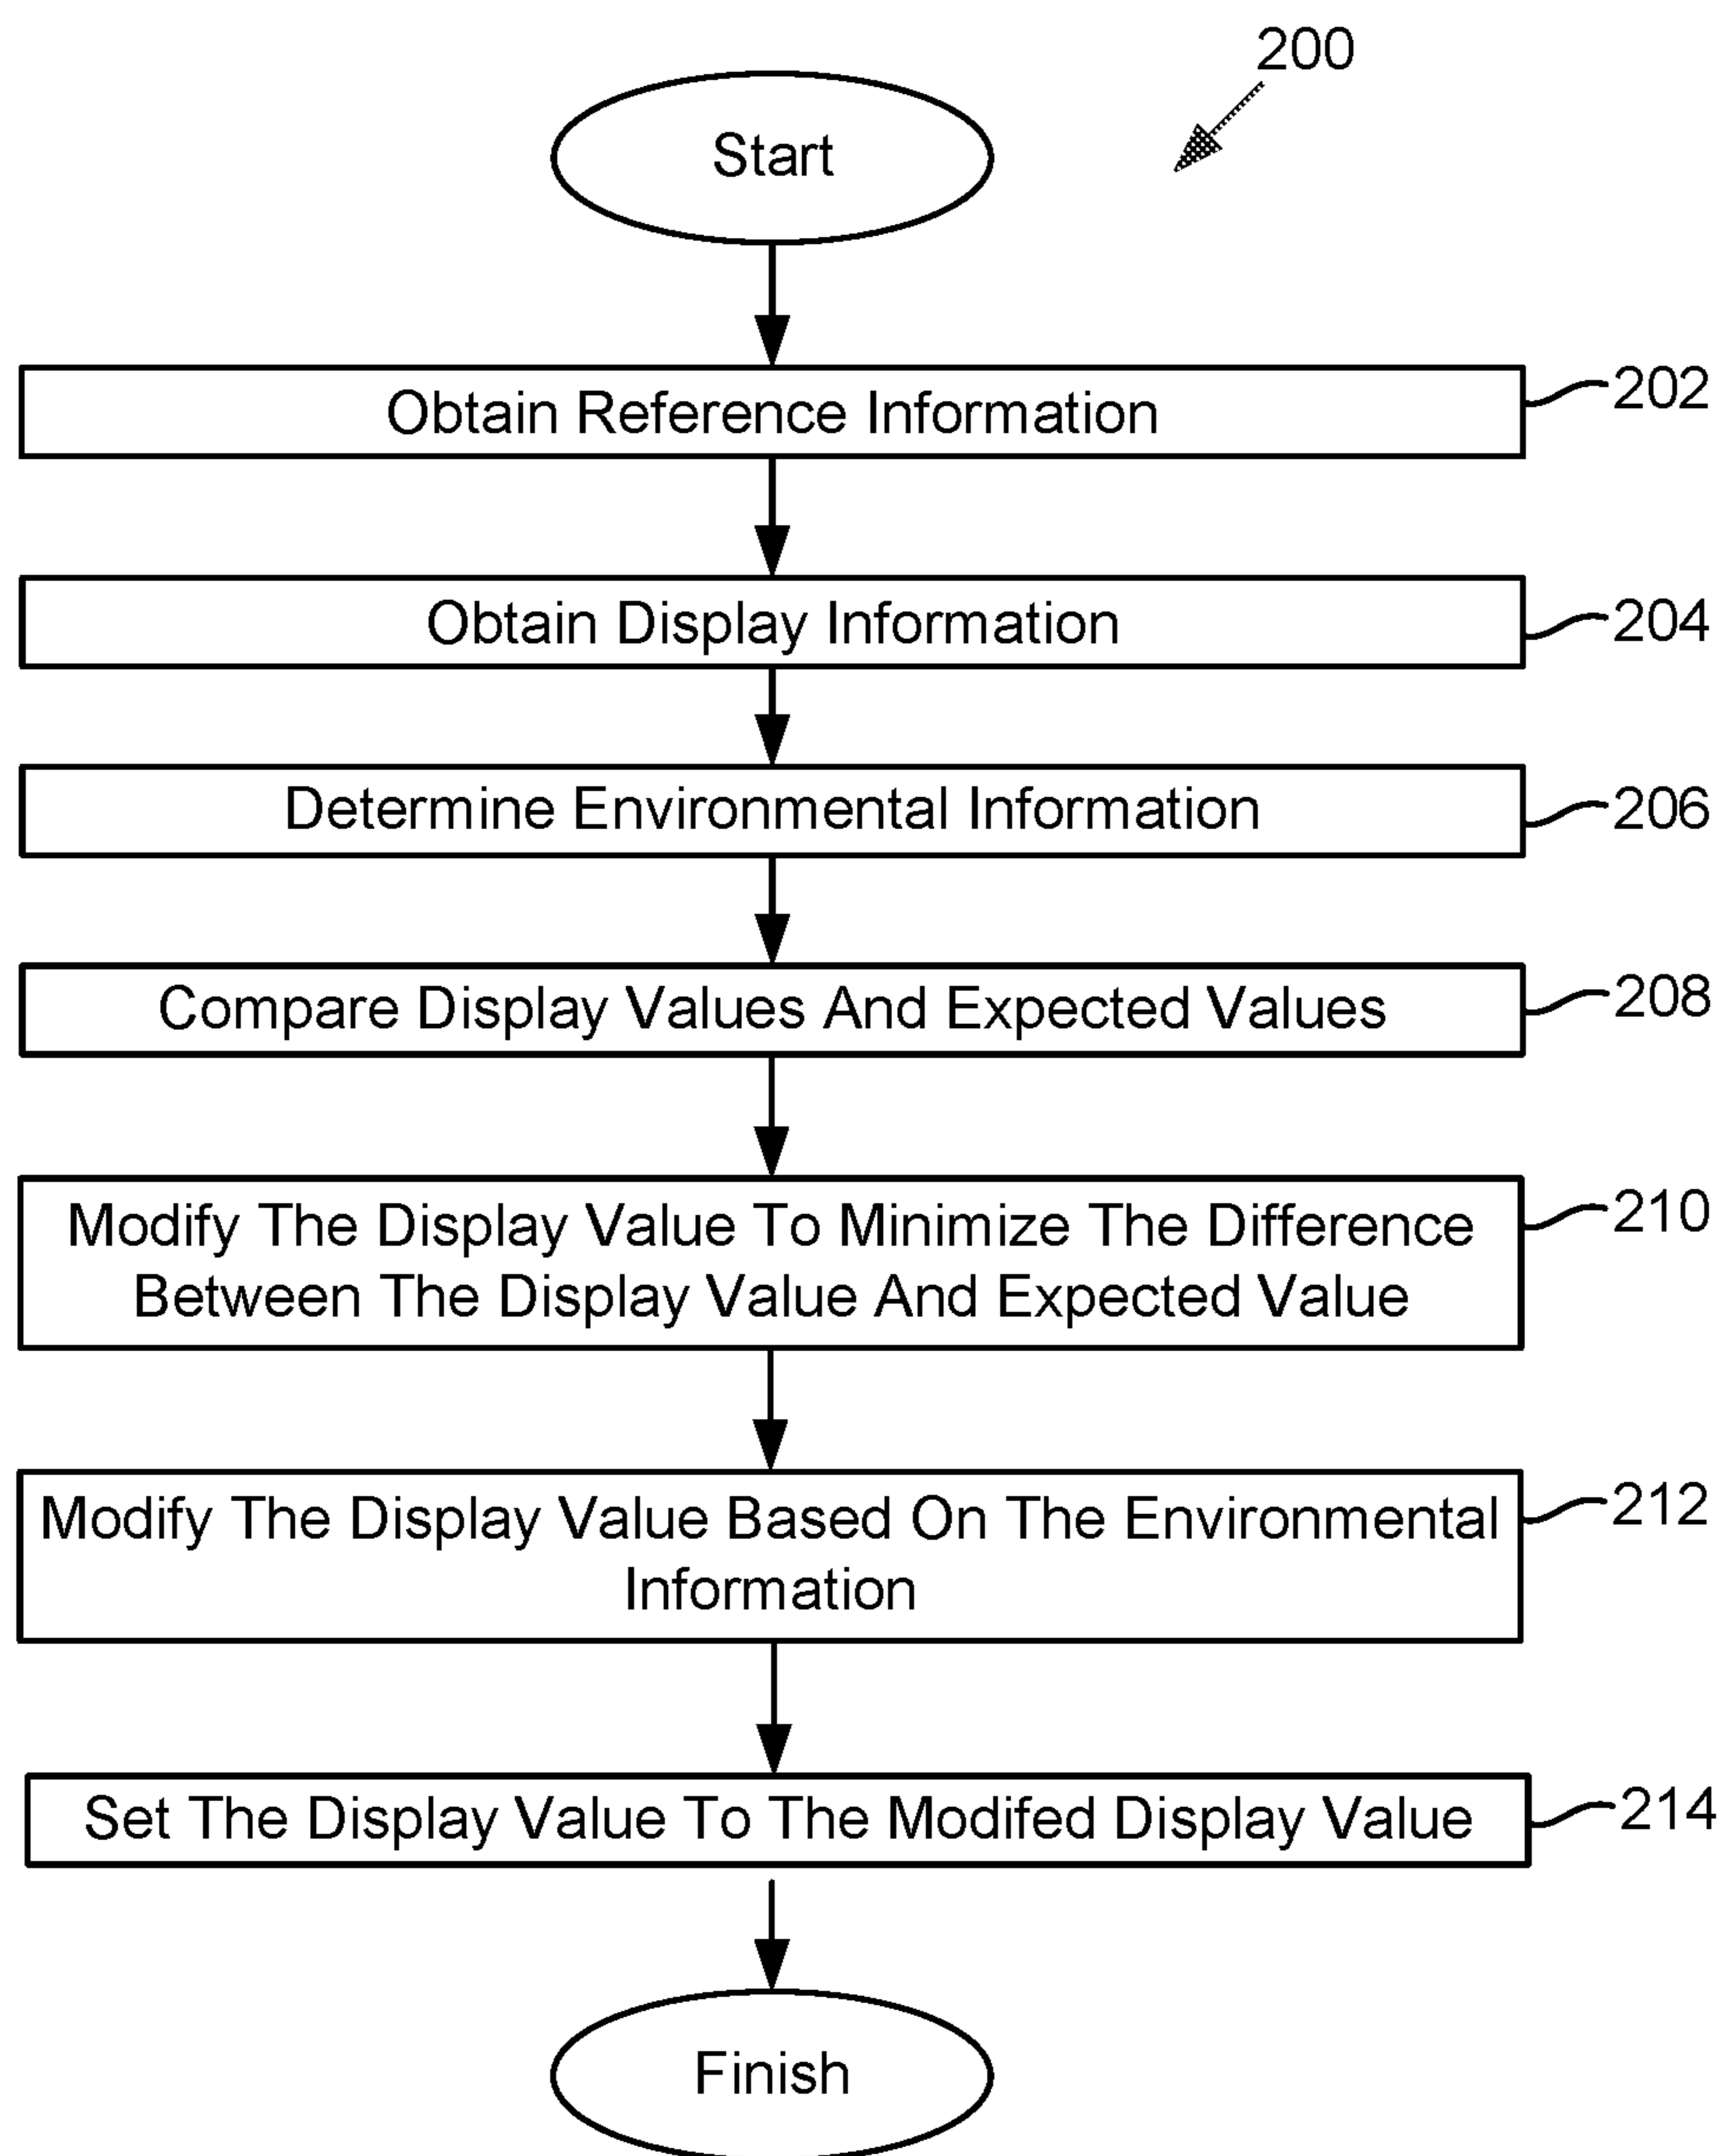 200
Start
Obtain Reference Information
202
Obtain Display Information
204
Determine Environmental Information
206
Compare Display Values And Expected Values
208
Modify The Display Value To Minimize The Difference
Between The Display Value And Expected Value
210
Modify The Display Value Based On The Environmental
Information
212
Set The Display Value To The Modifed Display Value
214
Finish